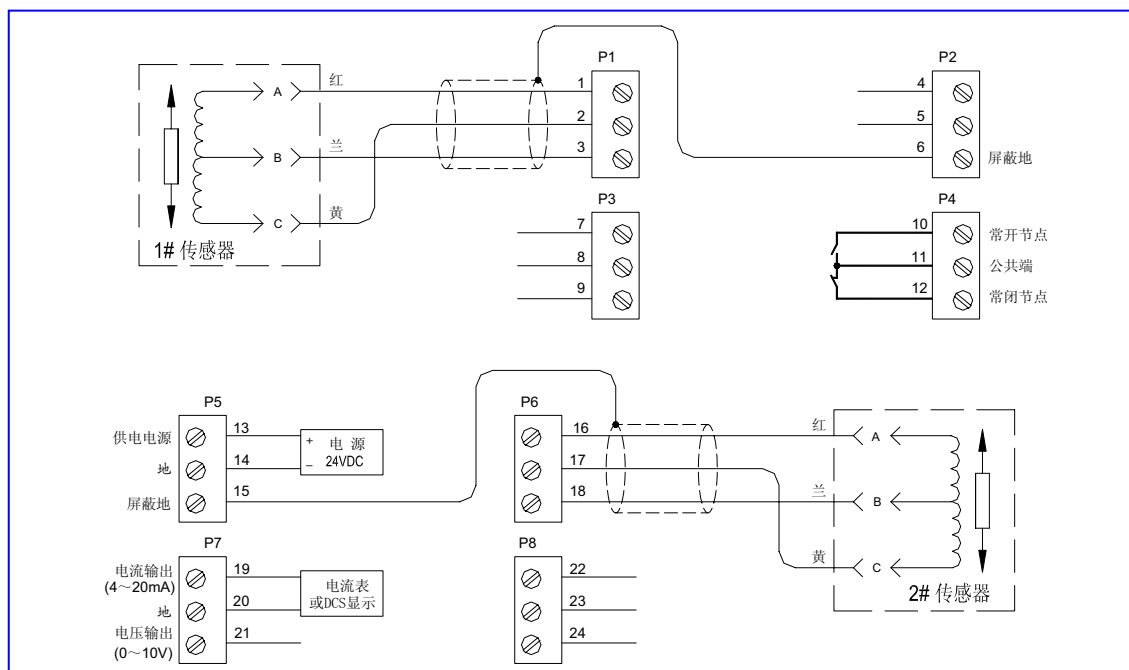 P1
P2
A
红
1
2
3
兰
B
黄
C
1# 传感器
4
5
6
屏蔽地
P3
7
8
9
P4
10
常开节点
11
公共端
12
常闭节点
P5
供电电源
13
+
电 源
地
14
−
24VDC
屏蔽地
15
P6
16
17
18
红
A
兰
B
黄
C
2# 传感器
P7
电流输出
(4～20mA)
19
电流表
或DCS显示
地
20
电压输出
(0～10V)
21
P8
22
23
24